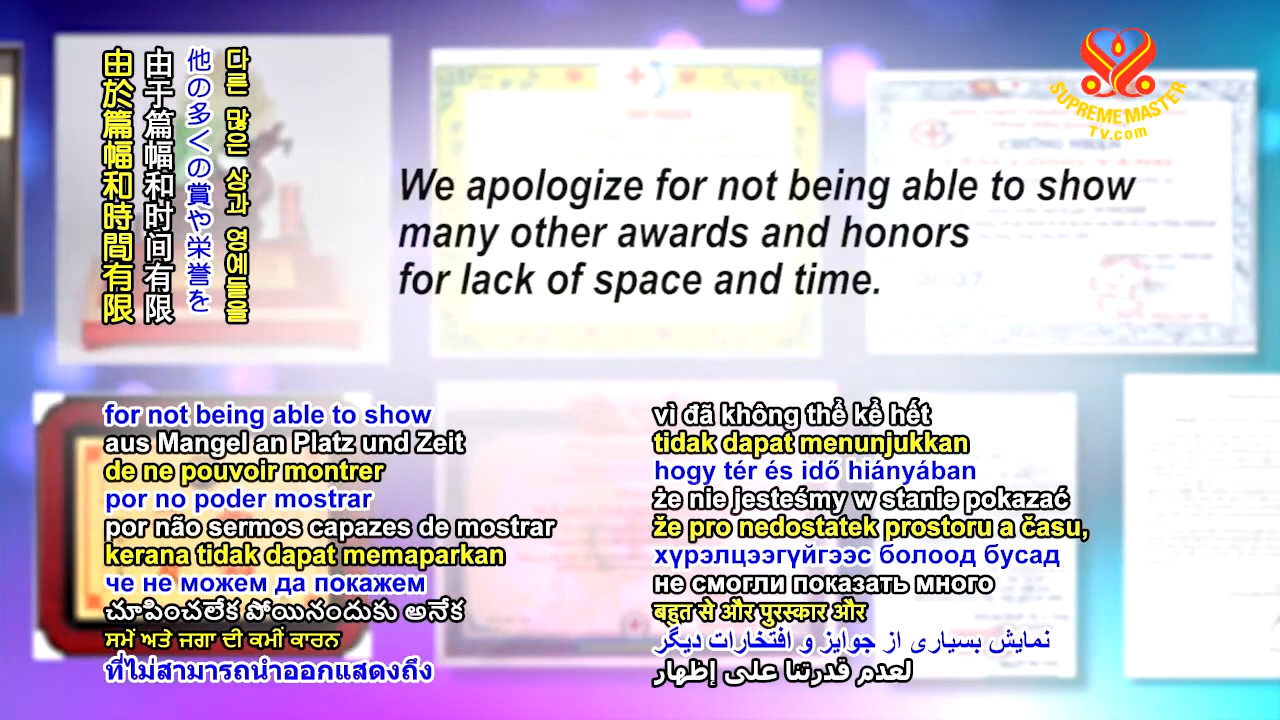 由於篇幅和時間有限
由于篇幅和时间有限
他の多くの賞や栄誉を
다른 많은 상과 영예들을
SUPREME MASTER
TV.com
CHỨNG NHẬN
We apologize for not being able to show
many other awards and honors
for lack of space and time.
for not being able to show
aus Mangel an Platz und Zeit
de ne pouvoir montrer
por no poder mostrar
por não sermos capazes de mostrar
kerana tidak dapat memaparkan
че не можем да покажем
చూపించలేక పోయినందుకు అనేక
ਸਮੇਂ ਅਤੇ ਜਗਾ ਦੀ ਕਮੀਂ ਕਾਰਨ
ที่ไม่สามารถนำออกแสดงถึง
vì đã không thể kể hết
tidak dapat menunjukkan
hogy tér és idő hiányában
że nie jesteśmy w stanie pokazać
že pro nedostatek prostoru a času,
хүрэлцээгүйгээс болоод бусад
не смогли показать много
बहुत से और पुरस्कार और
نمایش بسیاری از جوایز و افتخارات دیگر
لعدم قدرتنا على إظهار